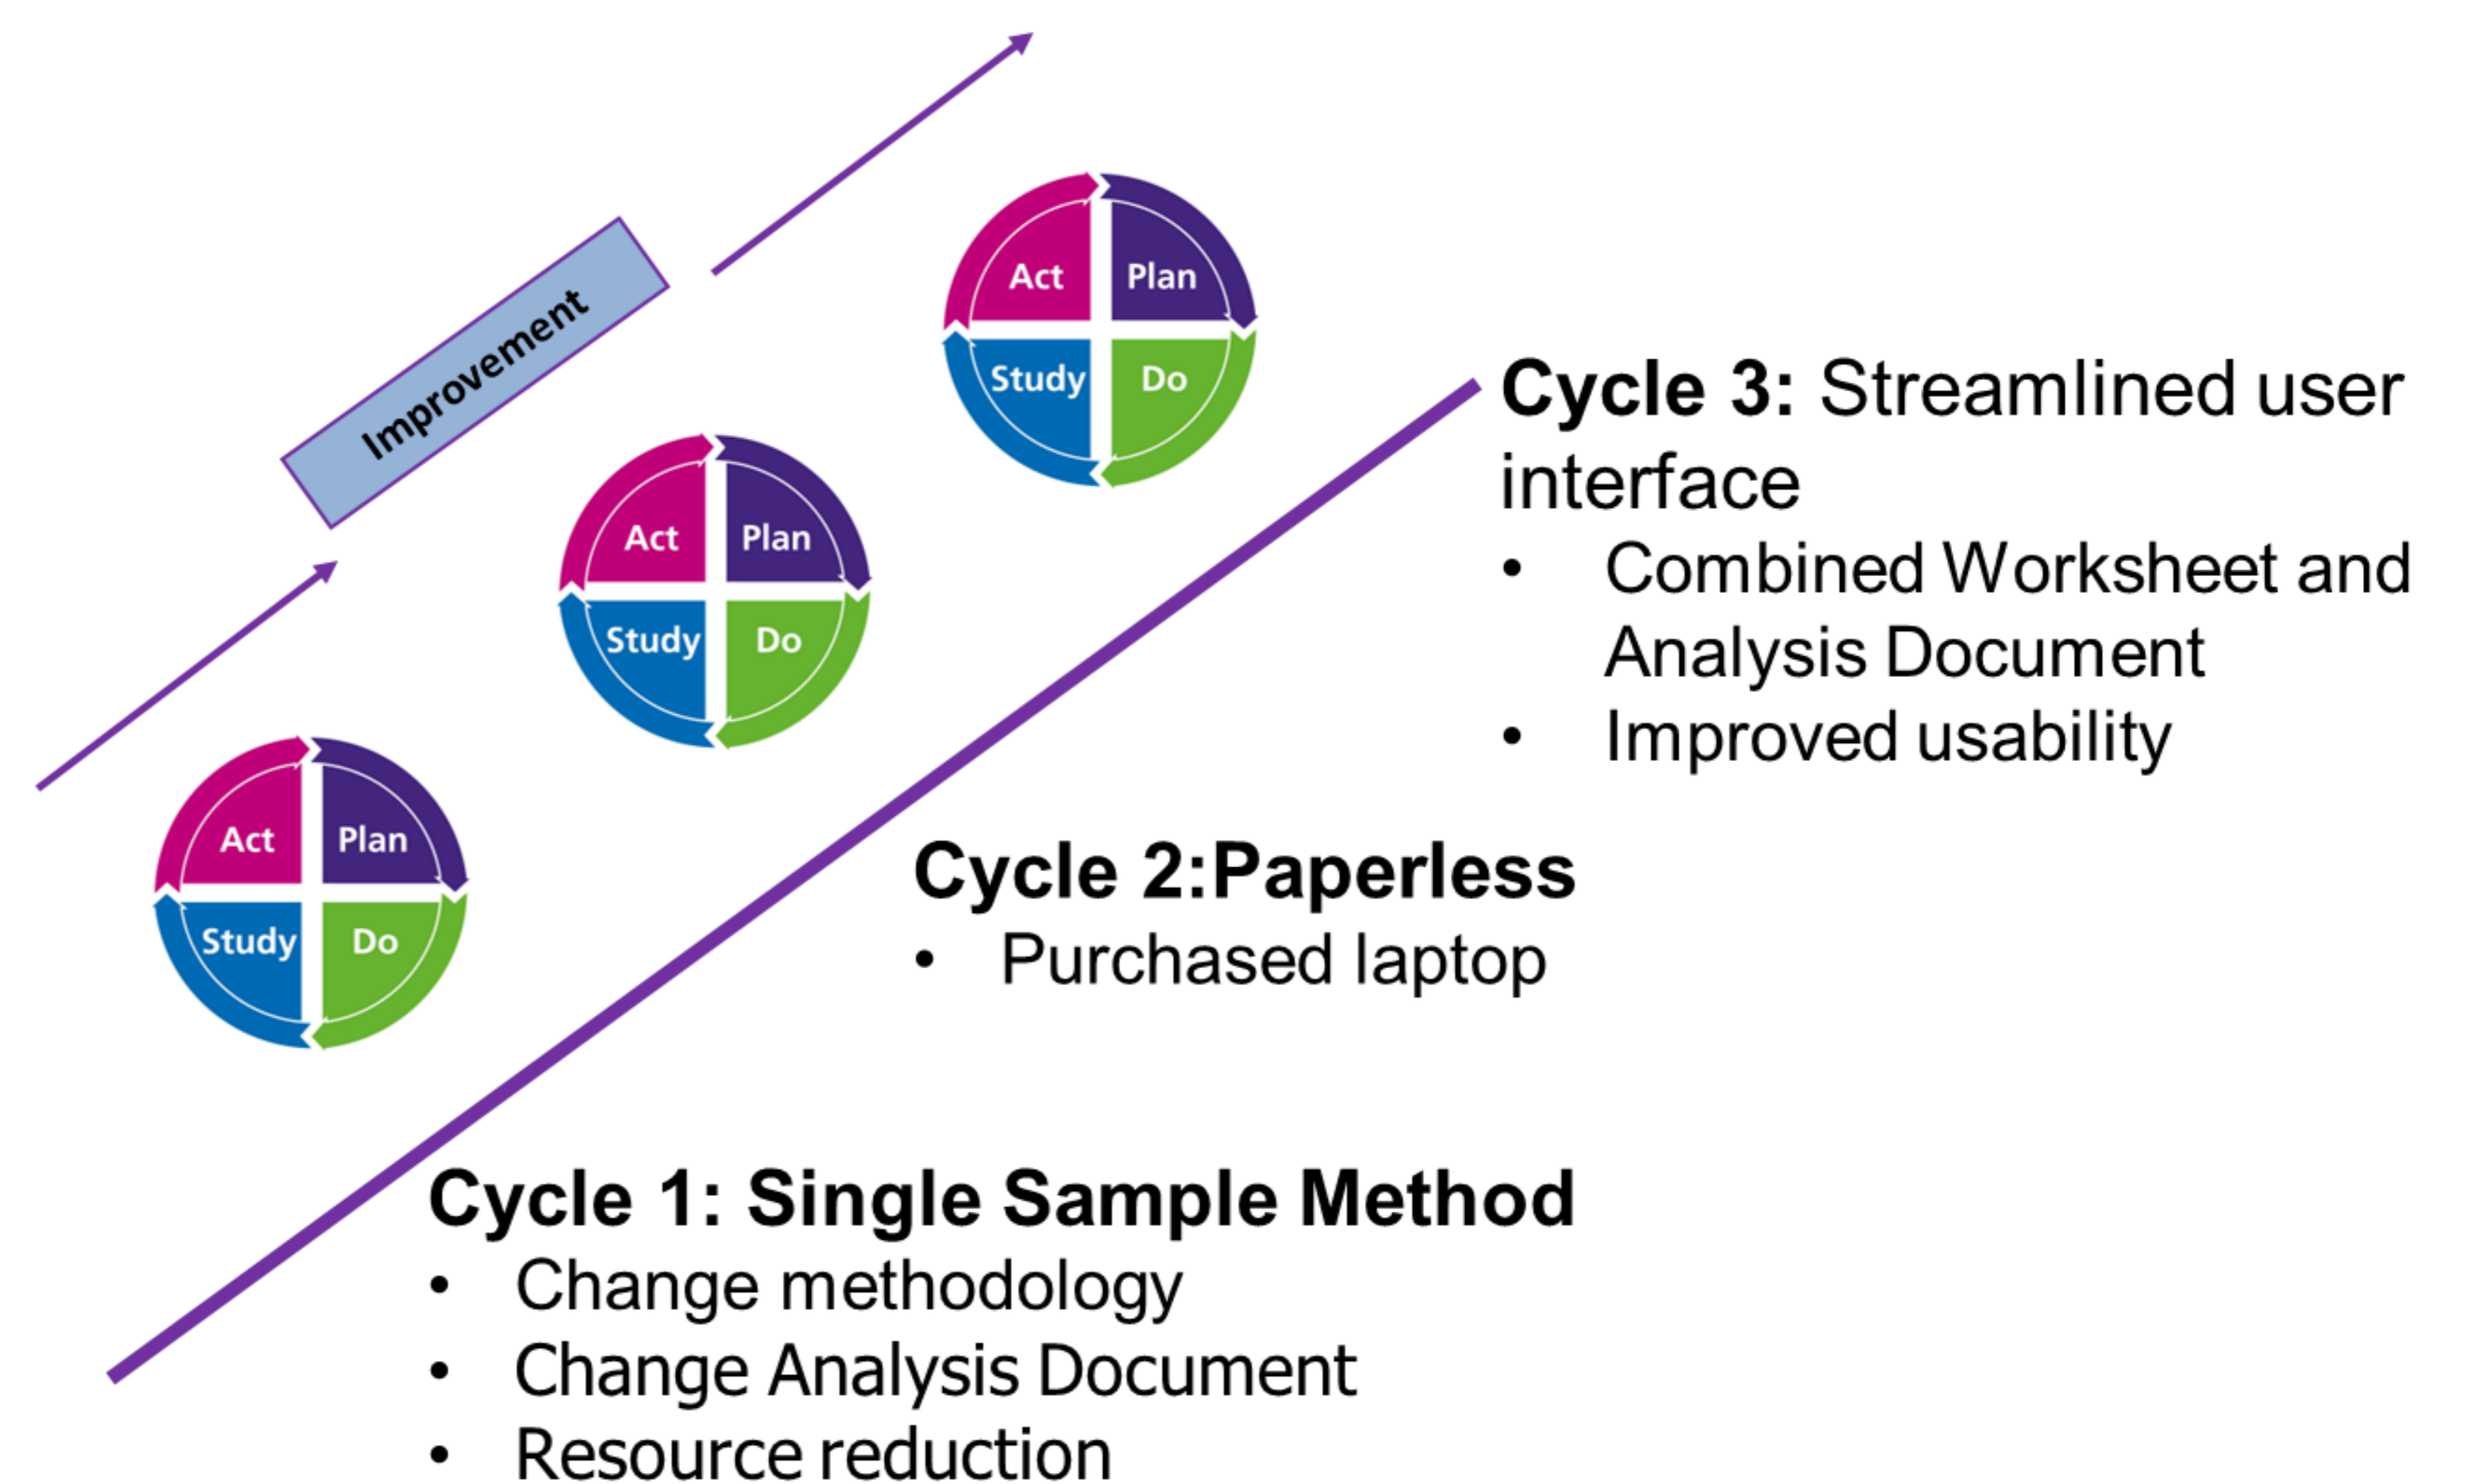 Improvement
Act
Plan
Study
Do
Act
Plan
Study
Do
Act
Plan
Study
Do
Cycle 3: Streamlined user
interface
• Combined Worksheet and
Analysis Document
• Improved usability
Cycle 2:Paperless
• Purchased laptop
Cycle 1: Single Sample Method
• Change methodology
• Change Analysis Document
• Resource reduction